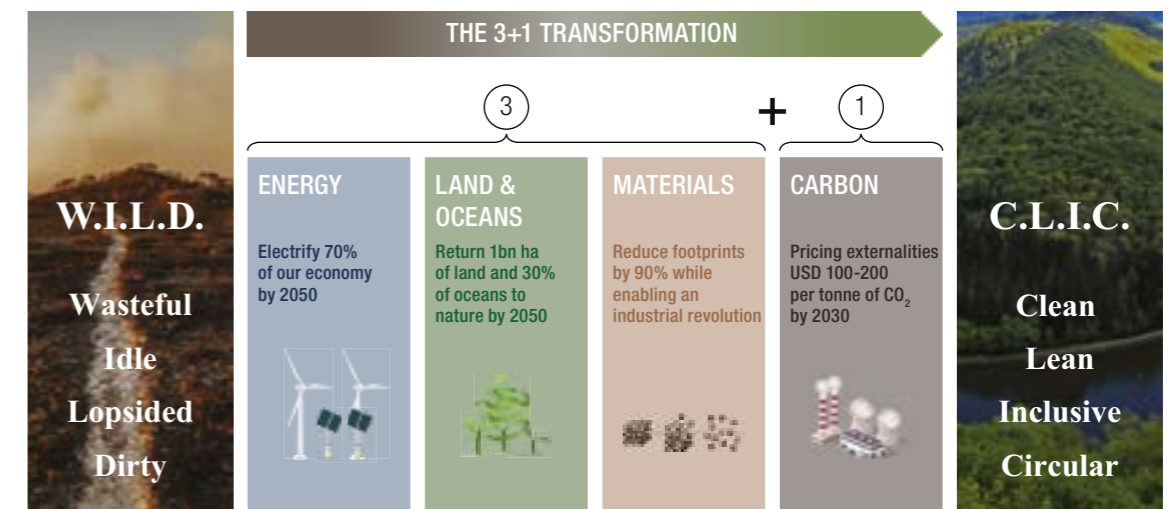 THE 3+1 TRANSFORMATION
3
+
1
W.I.L.D.
Wasteful
Idle
Lopsided
Dirty
ENERGY
Electrify 70%
of our economy
by 2050
LAND &
OCEANS
Return 1bn ha
of land and 30%
of oceans to
nature by 2050
MATERIALS
Reduce footprints
by 90% while
enabling an
industrial revolution
CARBON
Pricing externalities
USD 100-200
per tonne of CO₂
by 2030
C.L.I.C.
Clean
Lean
Inclusive
Circular